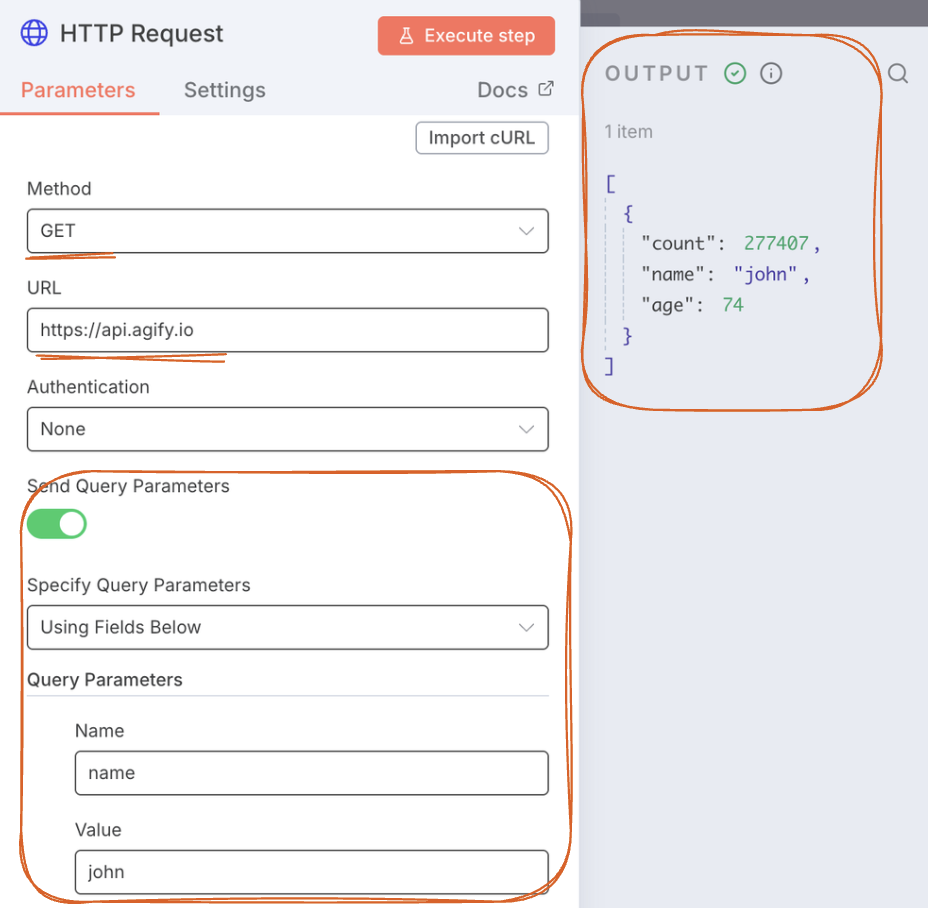 HTTP Request
Execute step
Parameters
Settings
Docs
Import cURL
Method
GET
URL
https://api.agify.io
Authentication
None
Send Query Parameters
Specify Query Parameters
Using Fields Below
Query Parameters
Name
name
Value
john
OUTPUT
1 item
[
{
"count": 277407,
"name": "john",
"age": 74
}
]